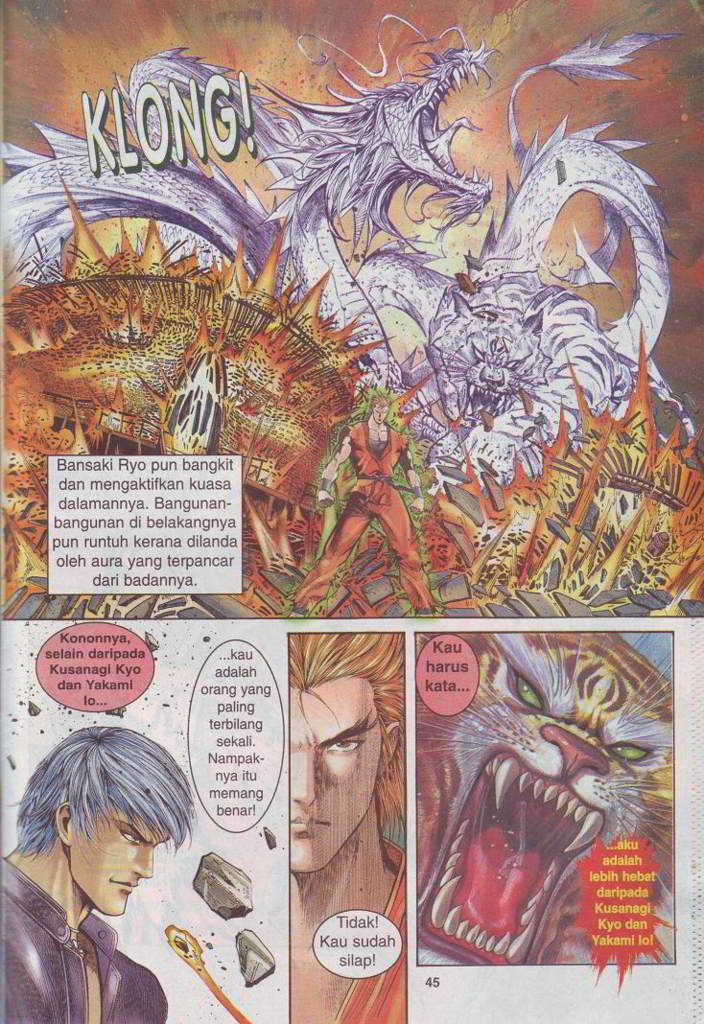 KLONG!
Bansaki Ryo pun bangkit
dan mengaktifkan kuasa
dalamannya. Bangunan-
bangunan di belakangnya
pun runtuh kerana dilanda
oleh aura yang terpancar
dari badannya.
Kononnya,
selain daripada
Kusanagi Kyo
dan Yakami
Io...
...kau
adalah
orang yang
paling
terbilang
sekali.
Nampak-
nya itu
memang
benar!
Tidak!
Kau sudah
silap!
Kau
harus
kata...
...aku
adalah
lebih hebat
daripada
Kusanagi
Kyo dan
Yakami Io!
45